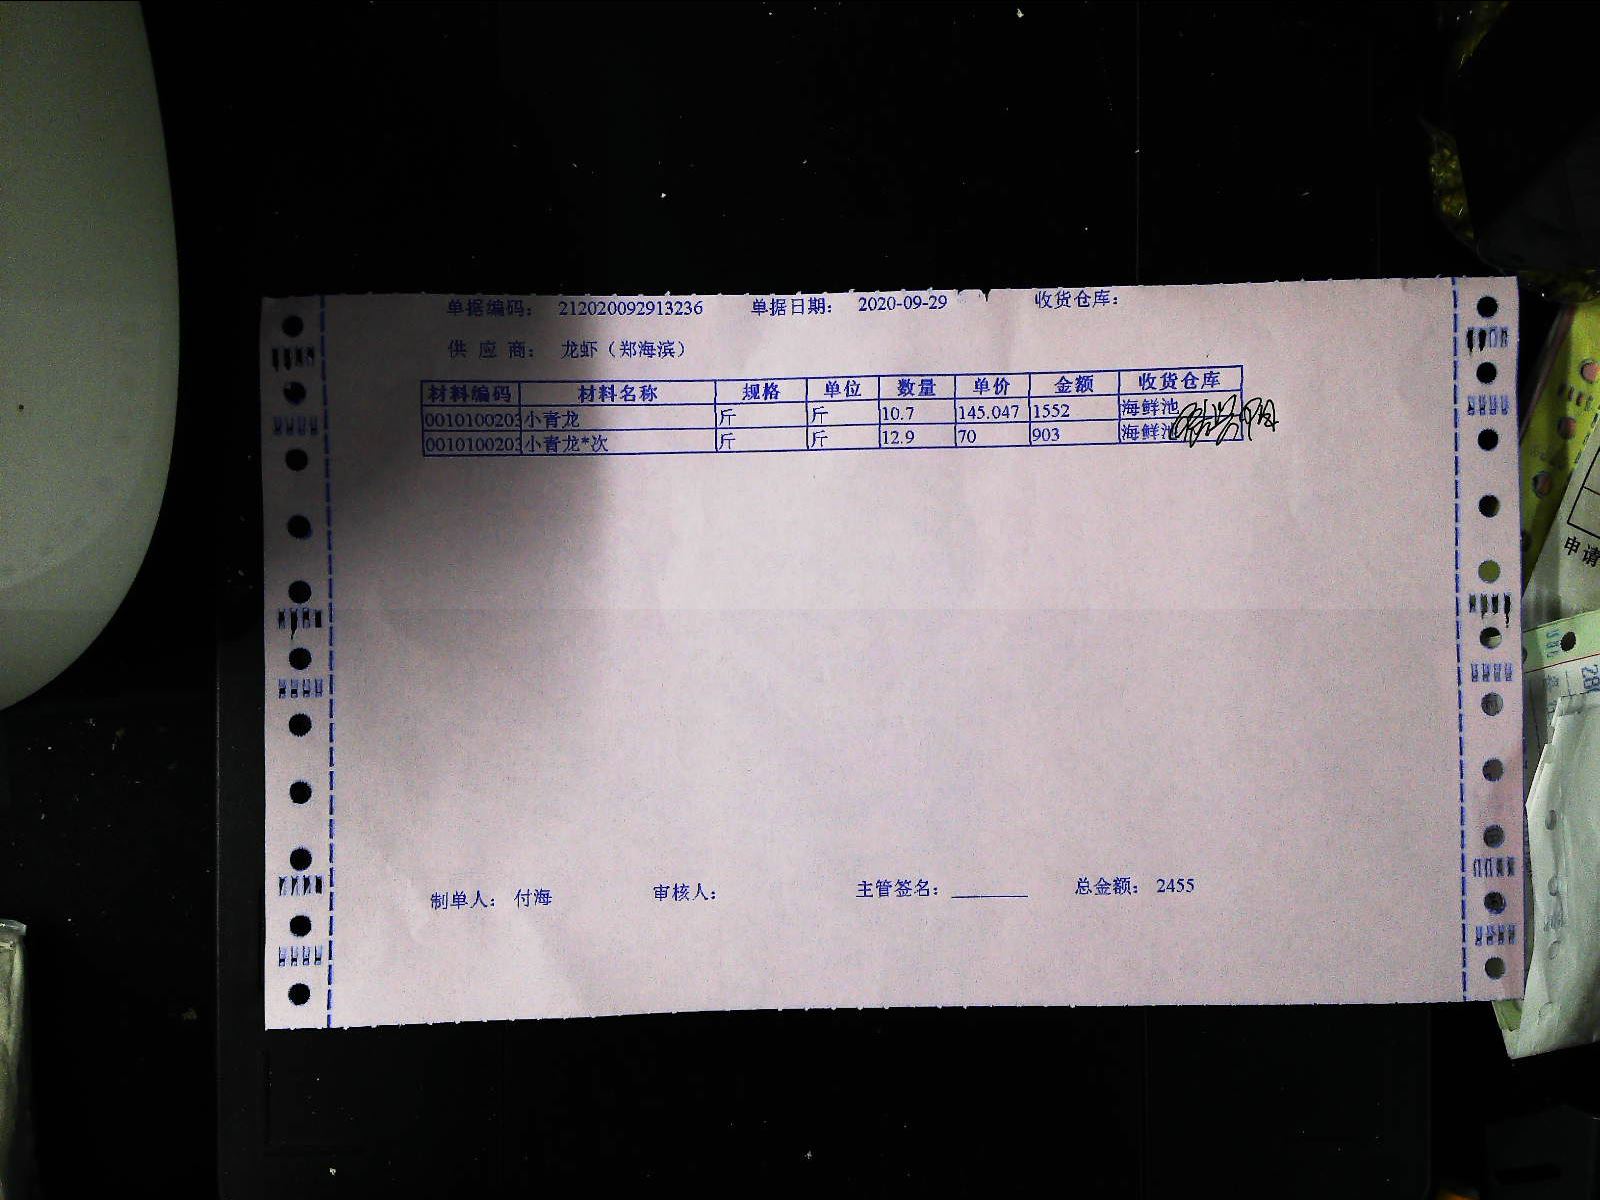 单据编码： 212020092913236 单据日期： 2020-09-29 收货仓库：
供 应 商： 龙虾（郑海滨）
材料编码 材料名称 规格 单位 数量 单价 金额 收货仓库
0010100203 小青龙 斤 斤 10.7 145.047 1552 海鲜池
0010100203 小青龙*次 斤 斤 12.9 70 903 海鲜池
制单人： 付海 审核人： 主管签名： 总金额： 2455
申请